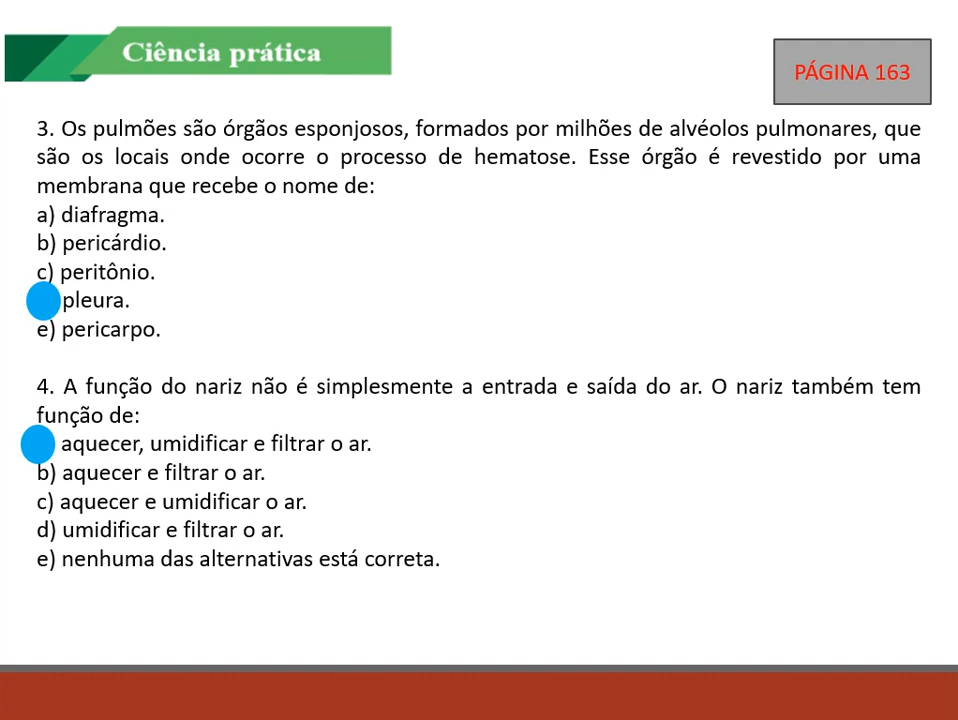 Ciência prática
PÁGINA 163
3. Os pulmões são órgãos esponjosos, formados por milhões de alvéolos pulmonares, que
são os locais onde ocorre o processo de hematose. Esse órgão é revestido por uma
membrana que recebe o nome de:
a) diafragma.
b) pericárdio.
c) peritônio.
pleura.
e) pericarpo.
4. A função do nariz não é simplesmente a entrada e saída do ar. O nariz também tem
função de:
aquecer, umidificar e filtrar o ar.
b) aquecer e filtrar o ar.
c) aquecer e umidificar o ar.
d) umidificar e filtrar o ar.
e) nenhuma das alternativas está correta.